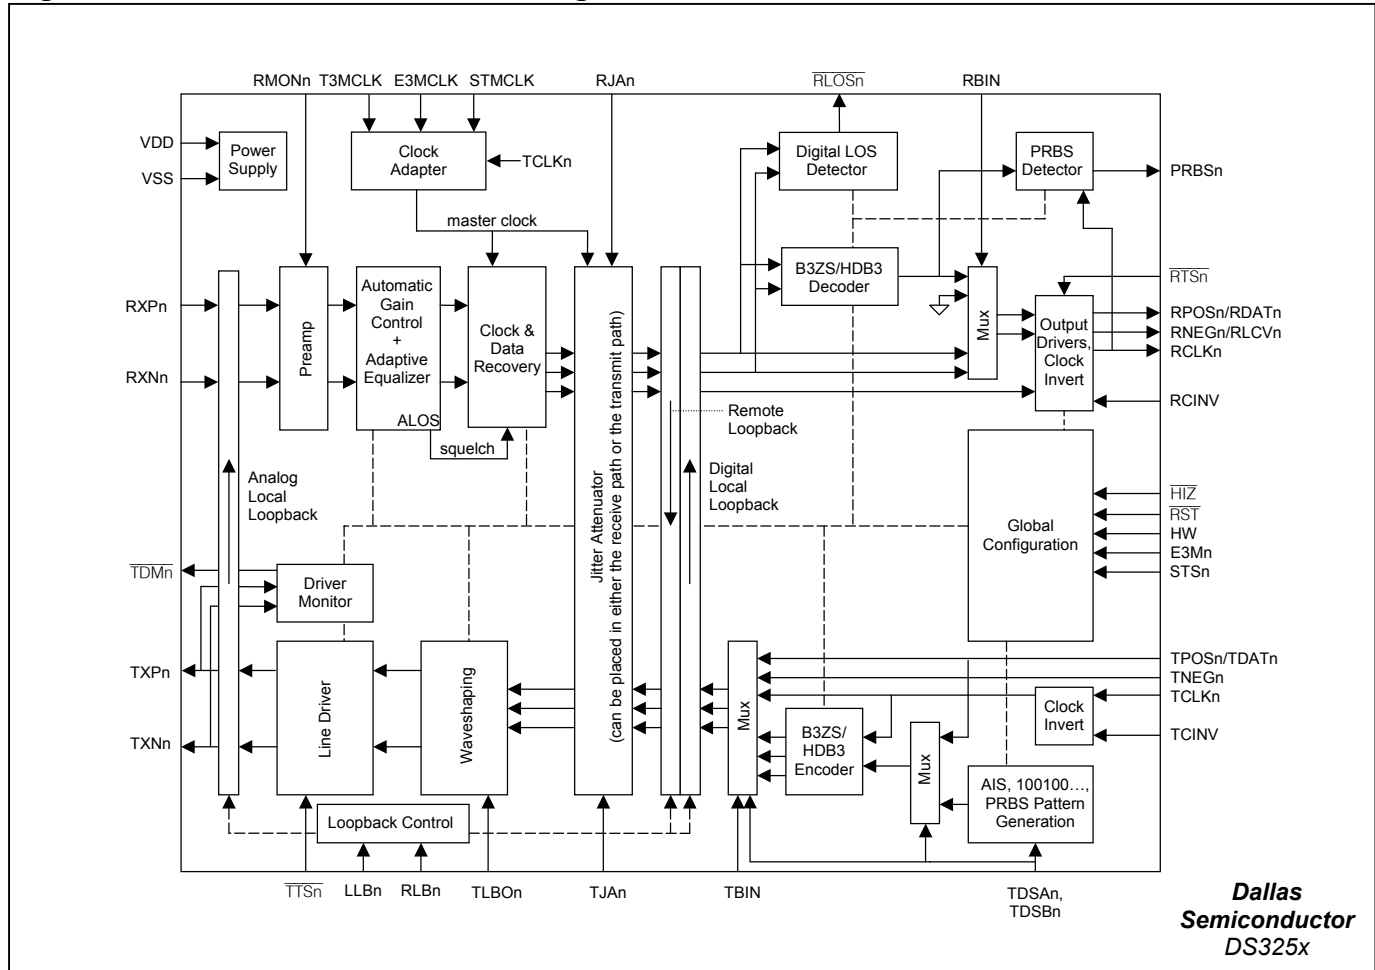 RMONn T3MCLK E3MCLK STMCLK RJAn RLOSn RBIN
VDD
VSS
Power
Supply
Clock
Adapter
TCLKn
Digital LOS
Detector
PRBS
Detector
PRBSn
master clock
RXPn
RXNn
Preamp
Automatic
Gain
Control
+
Adaptive
Equalizer
ALOS
squelch
Clock &
Data
Recovery
Jitter Attenuator
(can be placed in either the receive path or the transmit path)
B3ZS/HDB3
Decoder
Mux
Output
Drivers,
Clock
Invert
RTSn
RPOSn/RDATn
RNEGn/RLCVn
RCLKn
RCINV
Remote
Loopback
Analog
Local
Loopback
Digital
Local
Loopback
Global
Configuration
HIZ
RST
HW
E3Mn
STSn
TDMn
Driver
Monitor
TXPn
TXNn
Line Driver
Waveshaping
Mux
B3ZS/
HDB3
Encoder
Mux
Clock
Invert
TPOSn/TDATn
TNEGn
TCLKn
TCINV
AIS, 100100…,
PRBS Pattern
Generation
Loopback Control
TTSn LLBn RLBn TLBOn TJAn TBIN TDSAn,
TDSBn
Dallas
Semiconductor
DS325x